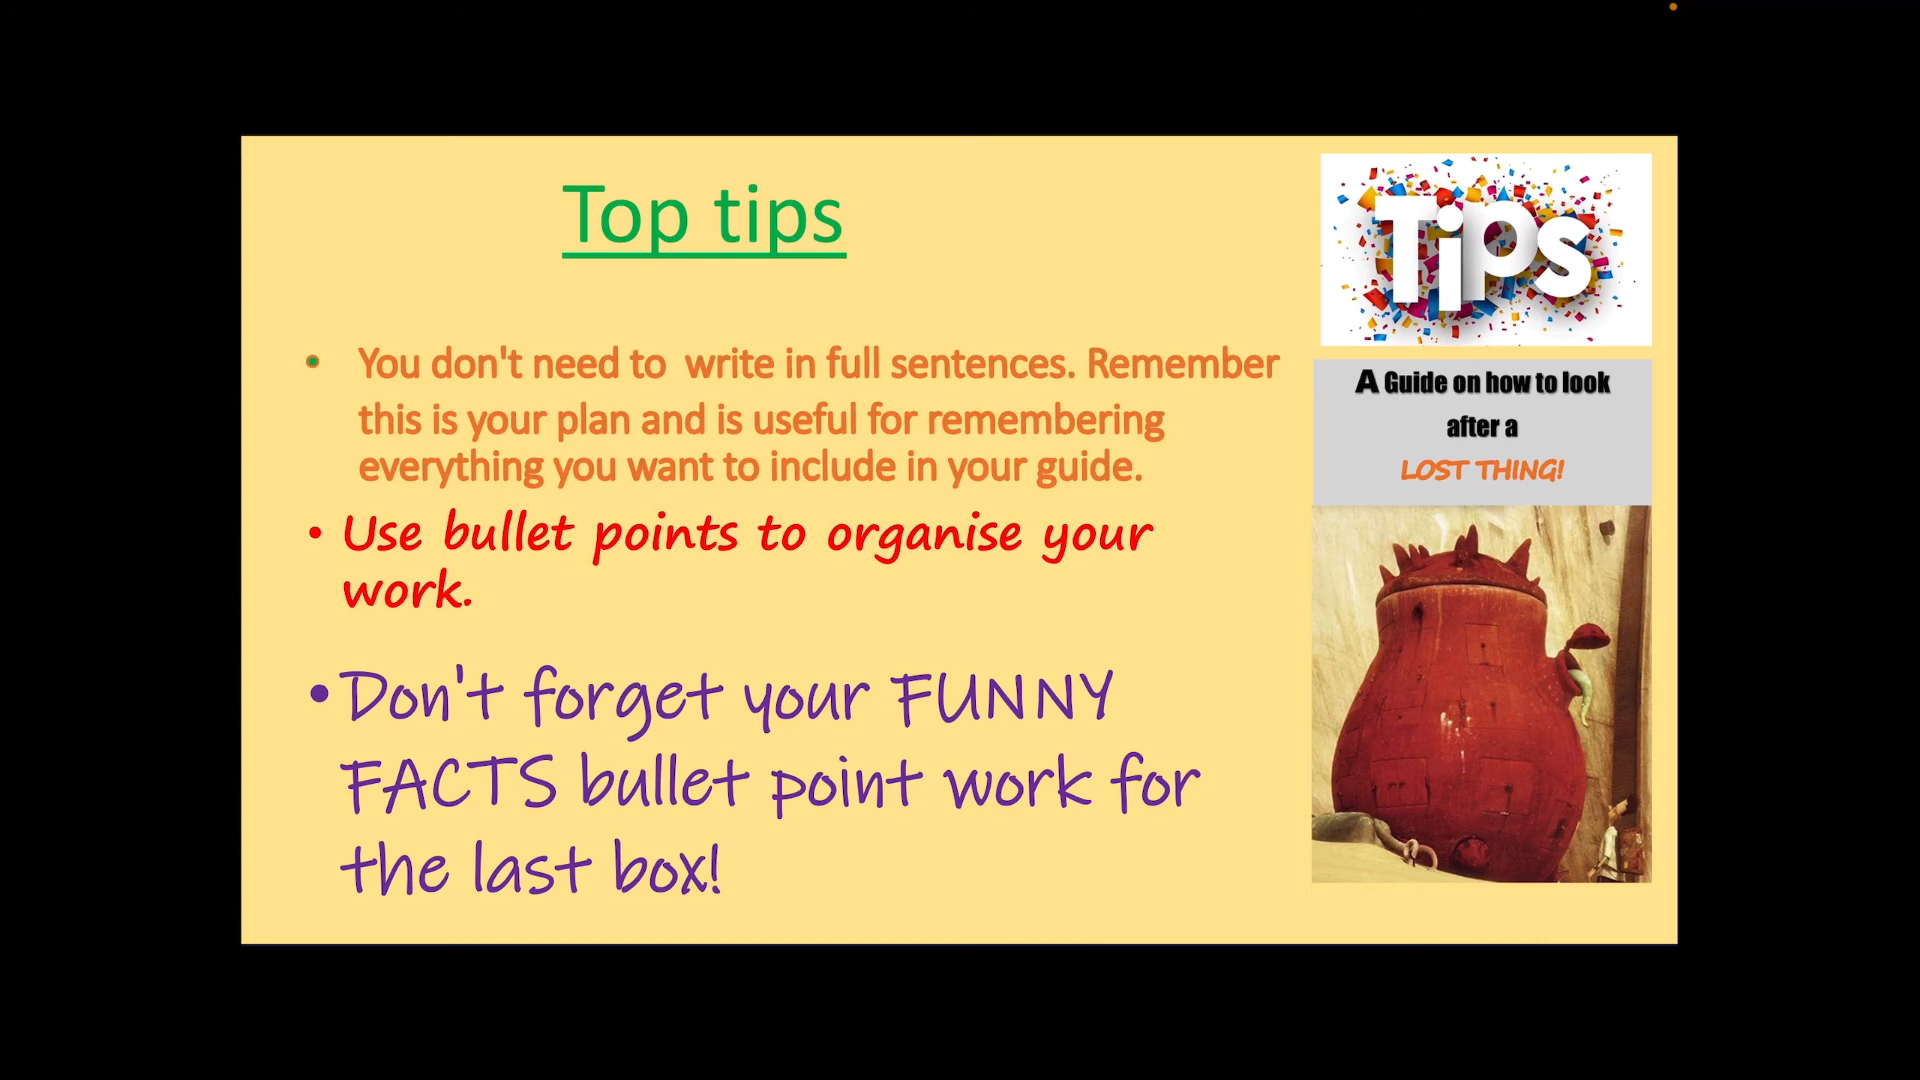 Top tips
• You don't need to  write in full sentences. Remember
this is your plan and is useful for remembering
everything you want to include in your guide.
• Use bullet points to organise your
work.
• Don't forget your FUNNY
FACTS bullet point work for
the last box!
Tips
A Guide on how to look
after a
LOST THING!